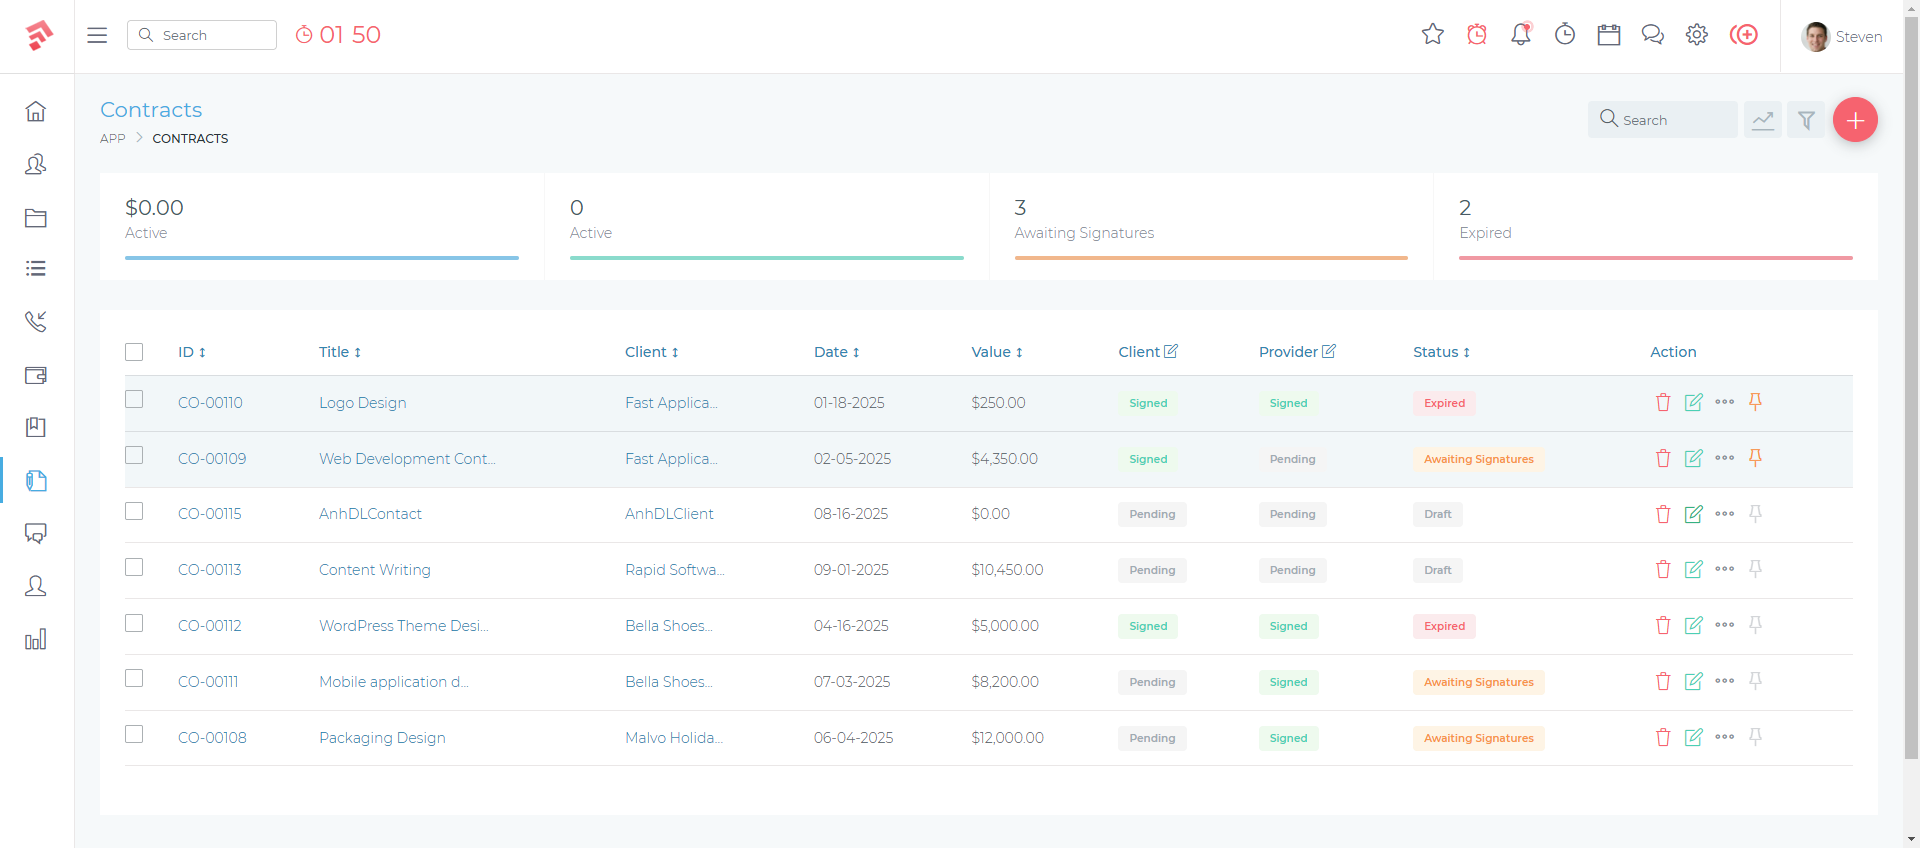 Search
01 50
Steven
Contracts
APP > CONTRACTS
Search
$0.00
Active
0
Active
3
Awaiting Signatures
2
Expired
ID Title Client Date Value Client Provider Status Action
CO-00110 Logo Design Fast Applica... 01-18-2025 $250.00 Signed Signed Expired
CO-00109 Web Development Cont... Fast Applica... 02-05-2025 $4,350.00 Signed Pending Awaiting Signatures
CO-00115 AnhDLContact AnhDLClient 08-16-2025 $0.00 Pending Pending Draft
CO-00113 Content Writing Rapid Softwa... 09-01-2025 $10,450.00 Pending Pending Draft
CO-00112 WordPress Theme Desi... Bella Shoes... 04-16-2025 $5,000.00 Signed Signed Expired
CO-00111 Mobile application d... Bella Shoes... 07-03-2025 $8,200.00 Pending Signed Awaiting Signatures
CO-00108 Packaging Design Malvo Holida... 06-04-2025 $12,000.00 Pending Signed Awaiting Signatures